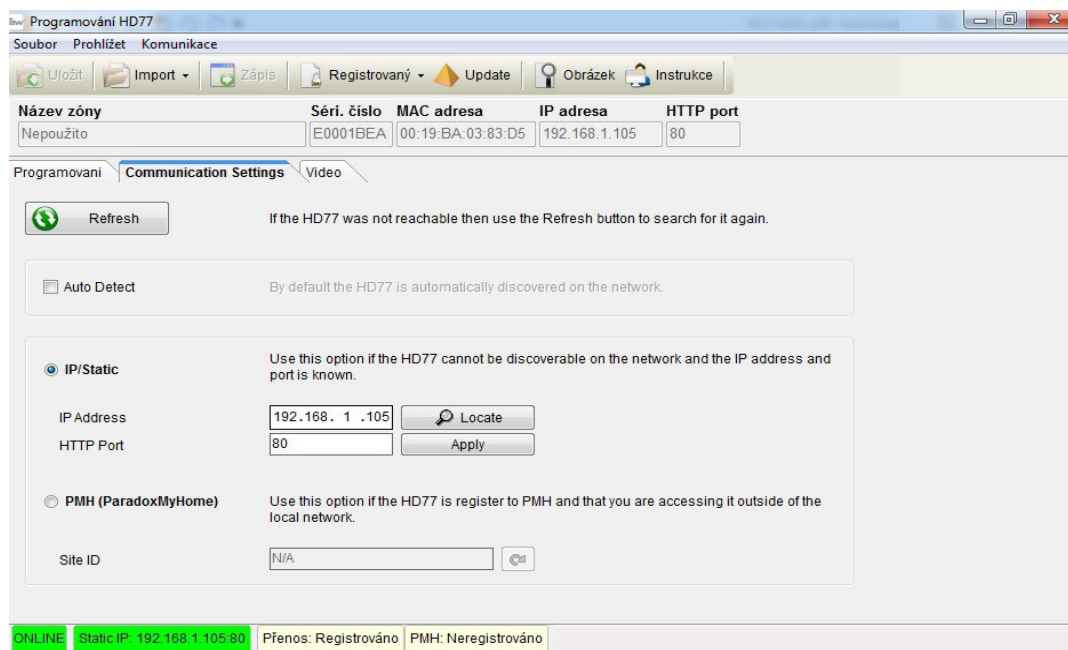 Programování HD77
Soubor Prohlížet Komunikace
Uložit Import Zápis Registrovaný Update Obrázek Instrukce
Název zóny Séri. číslo MAC adresa IP adresa HTTP port
Nepoužito E0001BEA 00:19:BA:03:83:D5 192.168.1.105 80
Programovani Communication Settings Video
Refresh If the HD77 was not reachable then use the Refresh button to search for it again.
Auto Detect By default the HD77 is automatically discovered on the network.
IP/Static Use this option if the HD77 cannot be discoverable on the network and the IP address and
port is known.
IP Address 192.168. 1 .105 Locate
HTTP Port 80 Apply
PMH (ParadoxMyHome) Use this option if the HD77 is register to PMH and that you are accessing it outside of the
local network.
Site ID N/A
ONLINE Static IP: 192.168.1.105:80 Přenos: Registrováno PMH: Neregistrováno